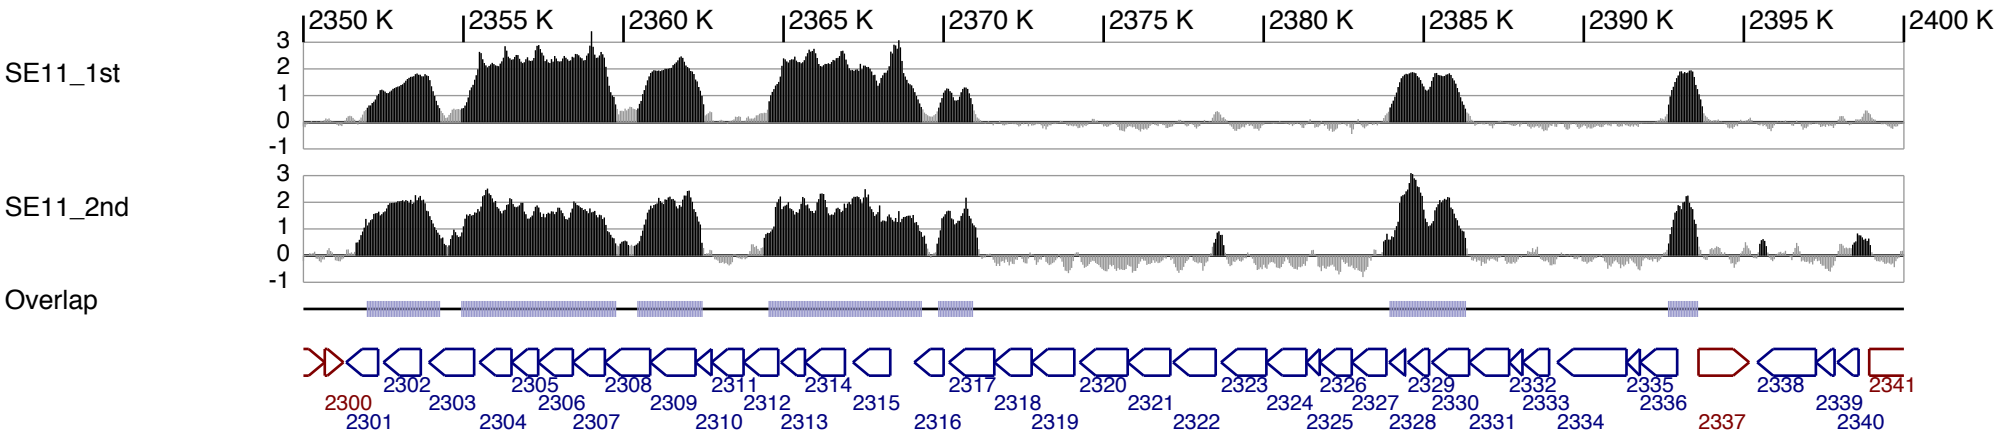 2350 K 2355 K 2360 K 2365 K 2370 K 2375 K 2380 K 2385 K 2390 K 2395 K 2400 K
3
SE11_1st
2
1
0
-1
3
SE11_2nd
2
1
0
-1
Overlap
2302 2305 2308 2311 2314 2317 2320 2323 2326 2329 2332 2335 2338 2341
2300 2303 2306 2309 2312 2315 2318 2321 2324 2327 2330 2333 2336 2339
2301 2304 2307 2310 2313 2316 2319 2322 2325 2328 2331 2334 2337 2340